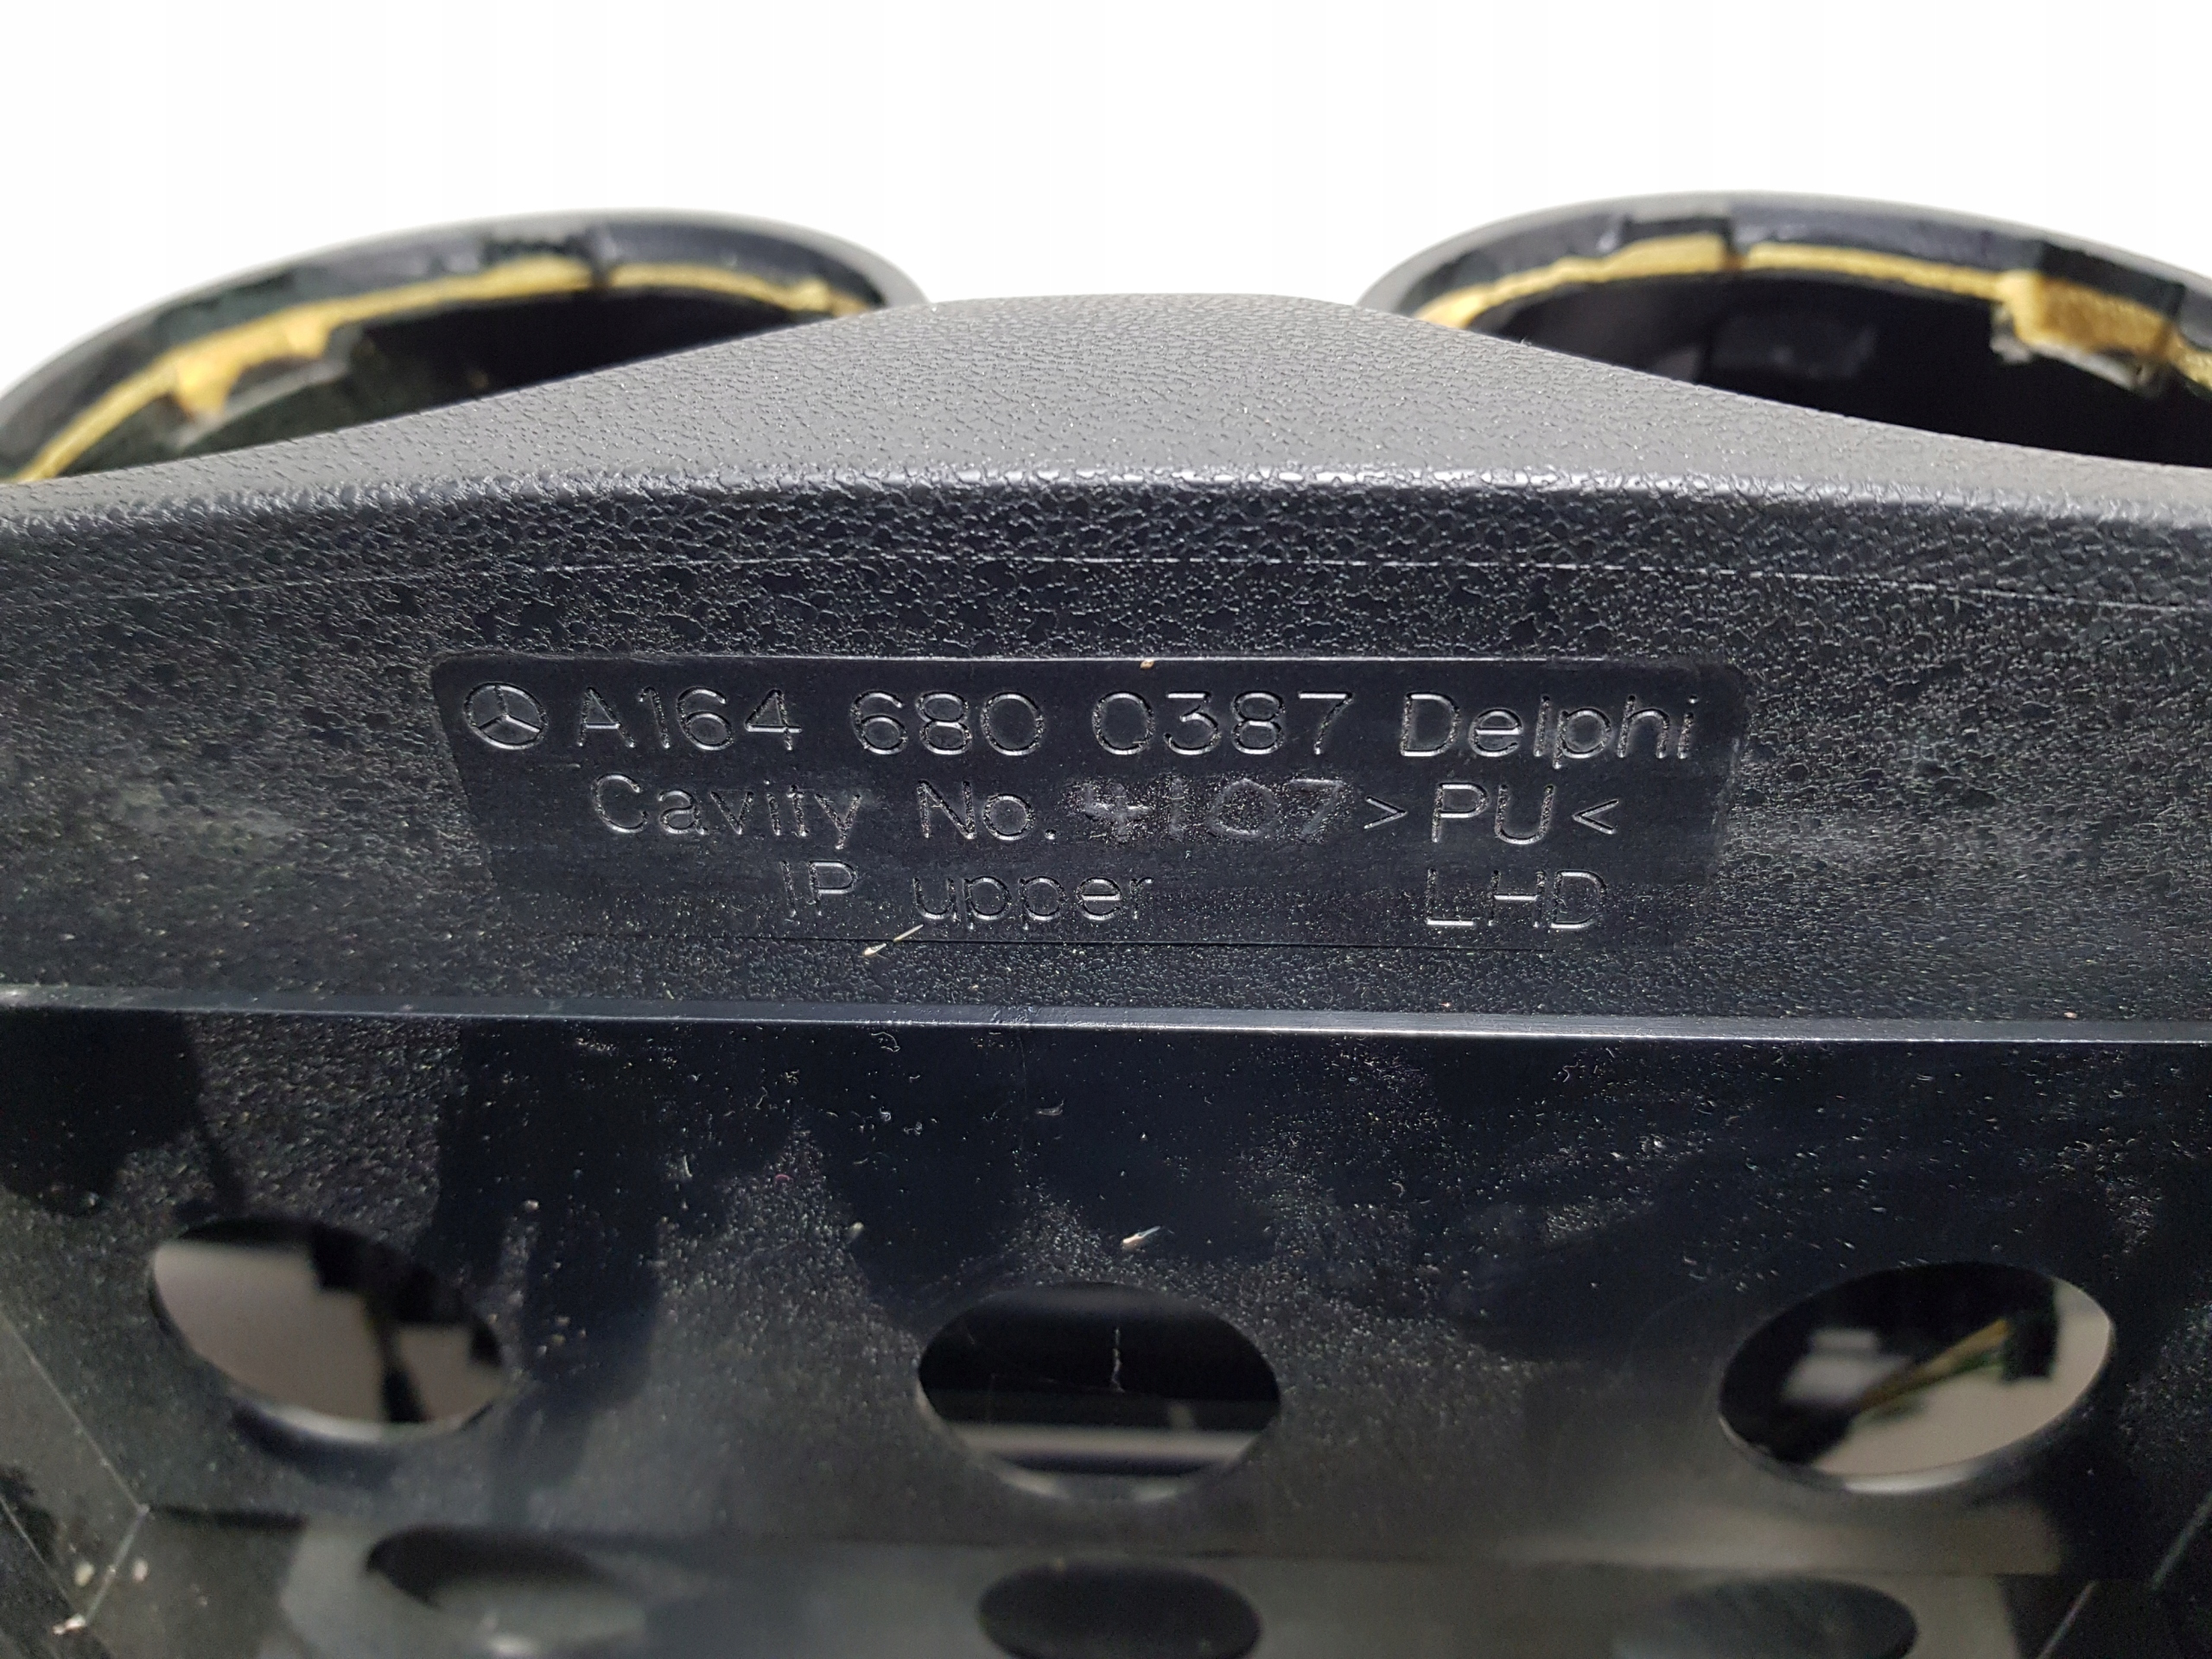 A164 680 0387 Delphi
Cavity No. 4107 >PU<
IP upper LHD